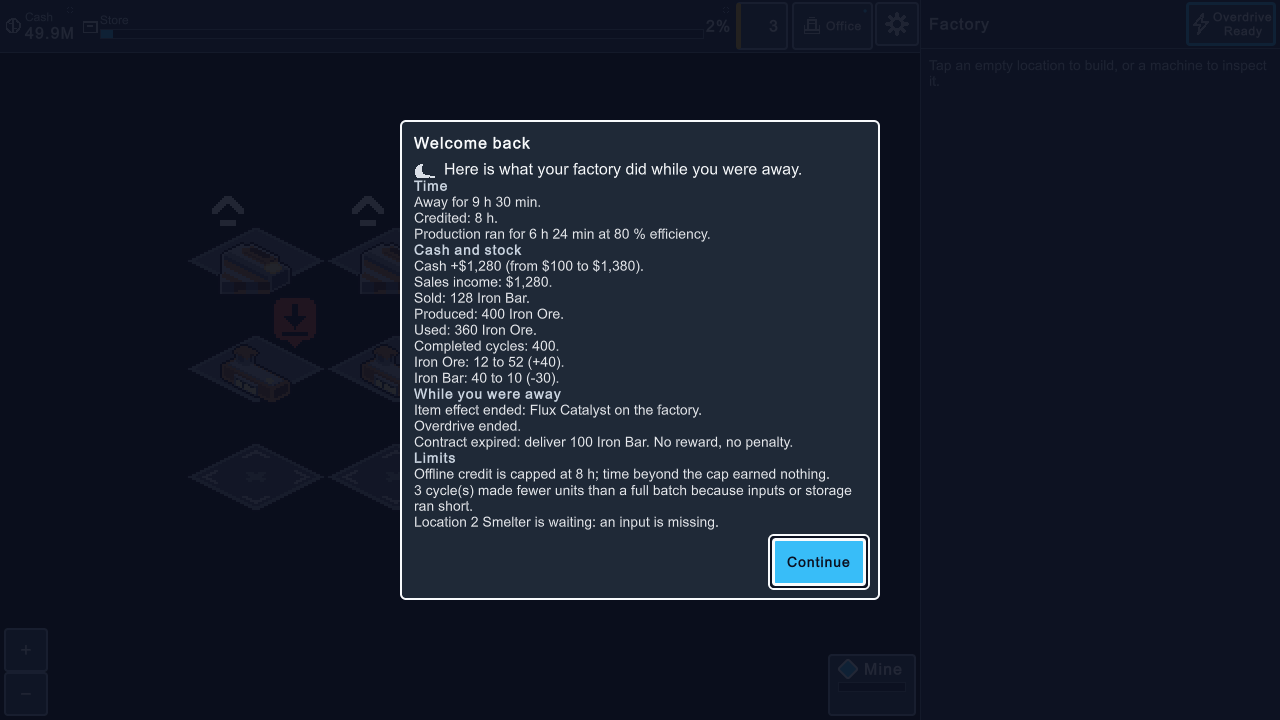 Cash
49.9M
Store
2%
3
Office
Factory
Overdrive
Ready
Tap an empty location to build, or a machine to inspect
it.
Welcome back
Here is what your factory did while you were away.
Time
Away for 9 h 30 min.
Credited: 8 h.
Production ran for 6 h 24 min at 80 % efficiency.
Cash and stock
Cash +$1,280 (from $100 to $1,380).
Sales income: $1,280.
Sold: 128 Iron Bar.
Produced: 400 Iron Ore.
Used: 360 Iron Ore.
Completed cycles: 400.
Iron Ore: 12 to 52 (+40).
Iron Bar: 40 to 10 (-30).
While you were away
Item effect ended: Flux Catalyst on the factory.
Overdrive ended.
Contract expired: deliver 100 Iron Bar. No reward, no penalty.
Limits
Offline credit is capped at 8 h; time beyond the cap earned nothing.
3 cycle(s) made fewer units than a full batch because inputs or storage
ran short.
Location 2 Smelter is waiting: an input is missing.
Continue
+
−
Mine